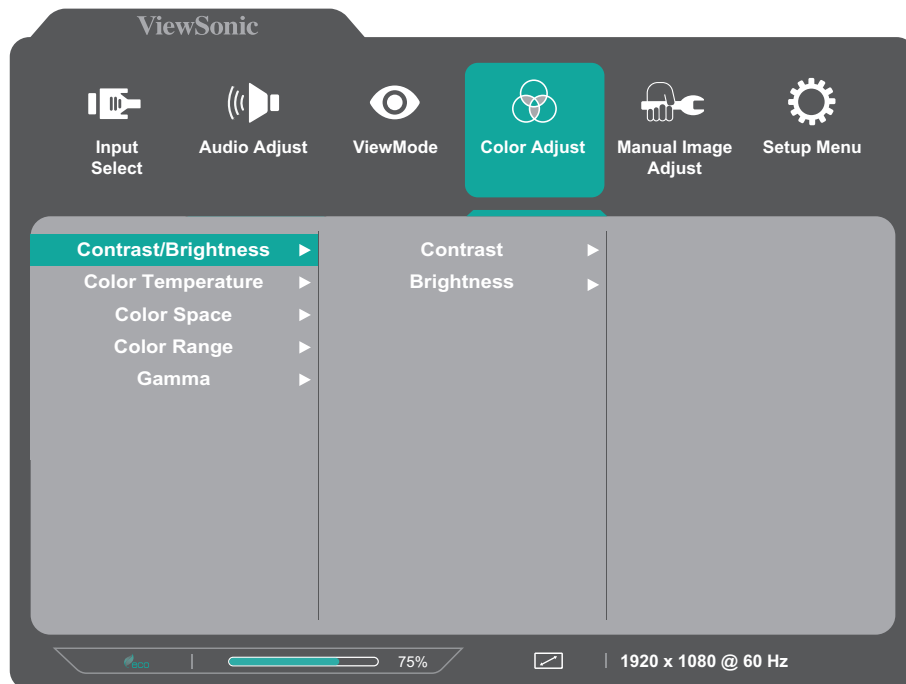 ViewSonic
Input
Select
Audio Adjust
ViewMode
Color Adjust
Manual Image
Adjust
Setup Menu
Contrast/Brightness
Color Temperature
Color Space
Color Range
Gamma
Contrast
Brightness
eco
75%
1920 x 1080 @ 60 Hz